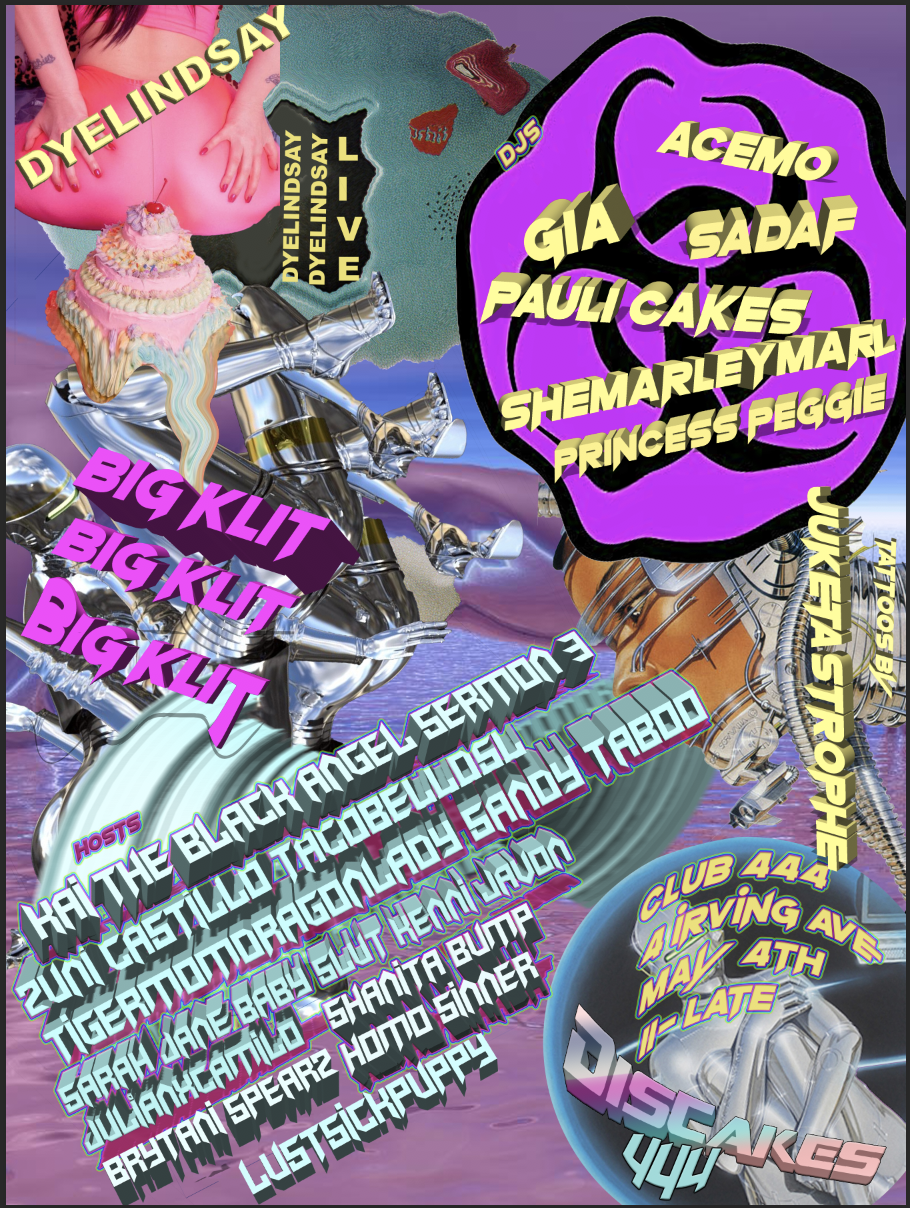 DYELINDSAY
DYELINDSAY
DYELINDSAY
LIVE
DJS
ACEMO
GIA
SADAF
PAULI CAKES
SHEMARLEYMARL
PRINCESS PEGGIE
BIG KLIT
BIG KLIT
BIG KLIT
TATTOOS BY
JUKETASTROPHE
HOSTS
KAI THE BLACK ANGEL SERMON 3
ZUNI CASTILLO TACOBELLDSL
TIGERMOMDRAGONLADY SANDY TABOO
SARAH JANE BABY SLUT KENNI JAVON
JULIANXCAMILO SHANITA BUMP
BRYTANI SPEARZ HOMO SINNER
LUSTSICKPUPPY
CLUB 444
4 IRVING AVE
MAY 4TH
11- LATE
DISCAKES
444